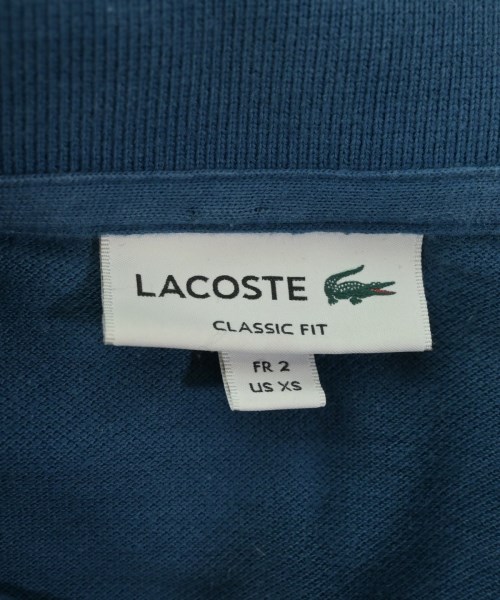 LACOSTE
CLASSIC FIT
FR 2
US XS